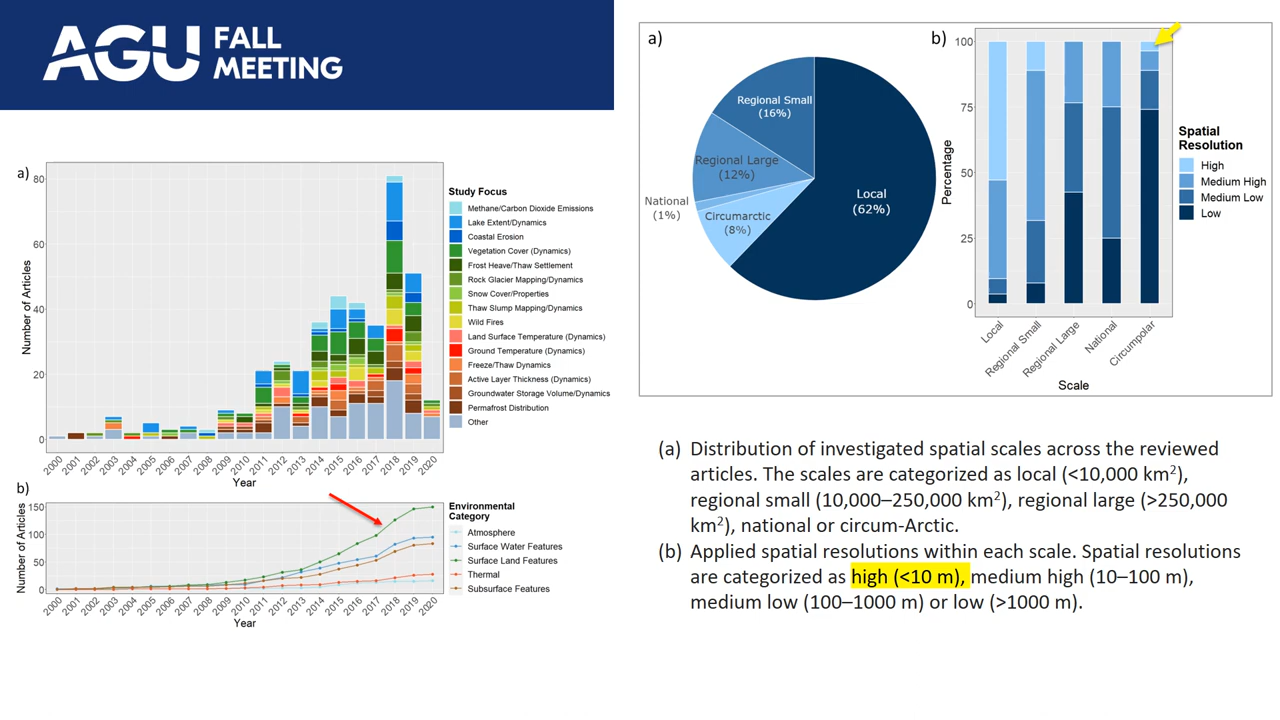 AGU FALL
MEETING
a)
Number of Articles
80
60
40
20
0
2000 2001 2002 2003 2004 2005 2006 2007 2008 2009 2010 2011 2012 2013 2014 2015 2016 2017 2018 2019 2020
Year
Study Focus
Methane/Carbon Dioxide Emissions
Lake Extent/Dynamics
Coastal Erosion
Vegetation Cover (Dynamics)
Frost Heave/Thaw Settlement
Rock Glacier Mapping/Dynamics
Snow Cover/Properties
Thaw Slump Mapping/Dynamics
Wild Fires
Land Surface Temperature (Dynamics)
Ground Temperature (Dynamics)
Freeze/Thaw Dynamics
Active Layer Thickness (Dynamics)
Groundwater Storage Volume/Dynamics
Permafrost Distribution
Other
b)
Number of Articles
150
100
50
0
2000 2001 2002 2003 2004 2005 2006 2007 2008 2009 2010 2011 2012 2013 2014 2015 2016 2017 2018 2019 2020
Year
Environmental
Category
Atmosphere
Surface Water Features
Surface Land Features
Thermal
Subsurface Features
a)
Regional Small
(16%)
Regional Large
(12%)
National
(1%)
Circumarctic
(8%)
Local
(62%)
b)
Percentage
100
75
50
25
0
Local Regional Small Regional Large National Circumpolar
Scale
Spatial
Resolution
High
Medium High
Medium Low
Low
(a) Distribution of investigated spatial scales across the reviewed
articles. The scales are categorized as local (<10,000 km²),
regional small (10,000–250,000 km²), regional large (>250,000
km²), national or circum-Arctic.
(b) Applied spatial resolutions within each scale. Spatial resolutions
are categorized as high (<10 m), medium high (10–100 m),
medium low (100–1000 m) or low (>1000 m).